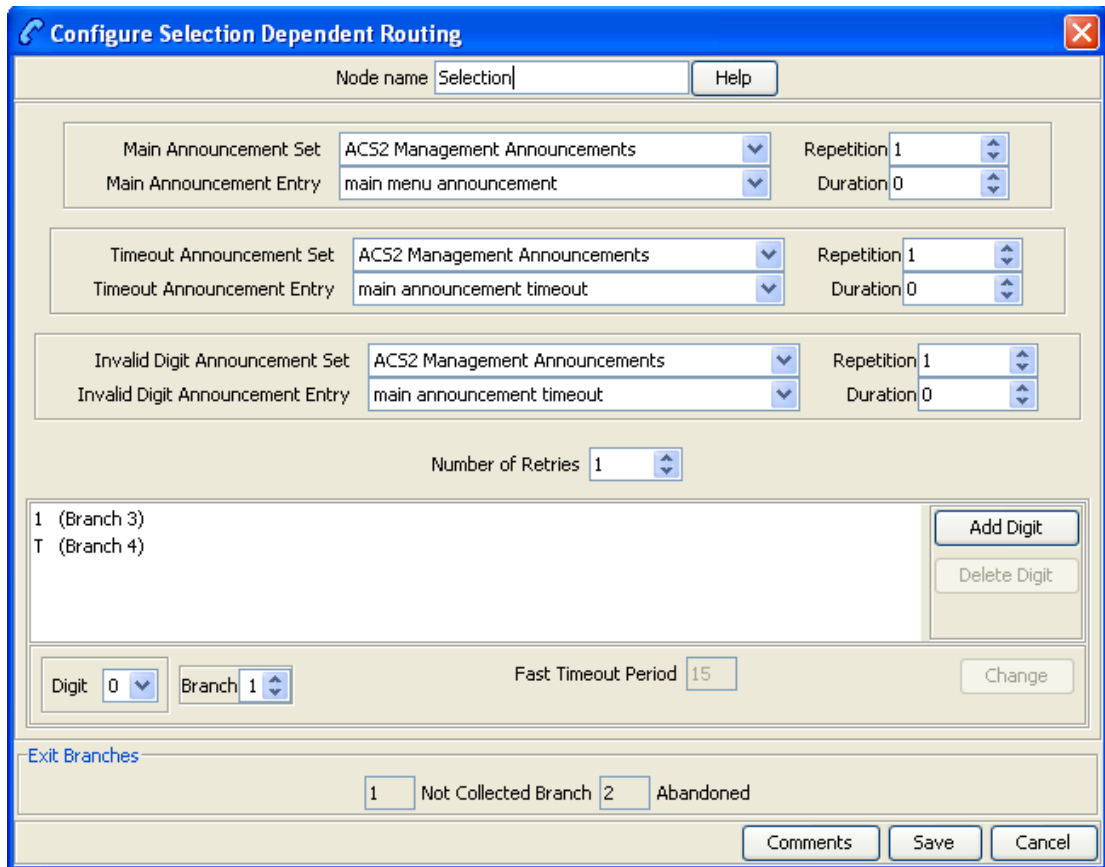 Configure Selection Dependent Routing
Node name Selection Help
Main Announcement Set ACS2 Management Announcements Repetition 1
Main Announcement Entry main menu announcement Duration 0
Timeout Announcement Set ACS2 Management Announcements Repetition 1
Timeout Announcement Entry main announcement timeout Duration 0
Invalid Digit Announcement Set ACS2 Management Announcements Repetition 1
Invalid Digit Announcement Entry main announcement timeout Duration 0
Number of Retries 1
1 (Branch 3)
T (Branch 4)
Add Digit
Delete Digit
Digit 0 Branch 1 Fast Timeout Period 15 Change
Exit Branches
1 Not Collected Branch 2 Abandoned
Comments Save Cancel